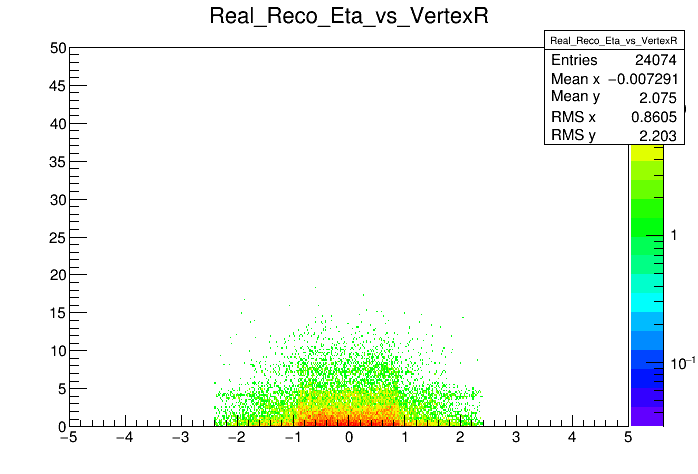 Real_Reco_Eta_vs_VertexR
Real_Reco_Eta_vs_VertexR
Entries 24074
Mean x −0.007291
Mean y 2.075
RMS x 0.8605
RMS y 2.203
50
45
40
35
30
25
20
15
10
5
0
−5 −4 −3 −2 −1 0 1 2 3 4 5
1
10⁻¹